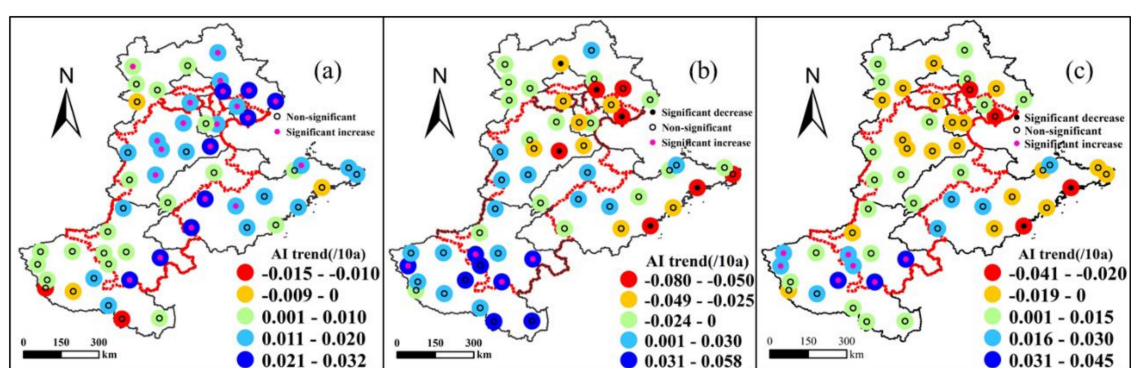 (a)
N
Non-significant
Significant increase
AI trend(/10a)
-0.015 - -0.010
-0.009 - 0
0.001 - 0.010
0.011 - 0.020
0.021 - 0.032
0 150 300
km
(b)
N
Significant decrease
Non-significant
Significant increase
AI trend(/10a)
-0.080 - -0.050
-0.049 - -0.025
-0.024 - 0
0.001 - 0.030
0.031 - 0.058
0 150 300
km
(c)
N
Significant decrease
Non-significant
Significant increase
AI trend(/10a)
-0.041 - -0.020
-0.019 - 0
0.001 - 0.015
0.016 - 0.030
0.031 - 0.045
0 150 300
km